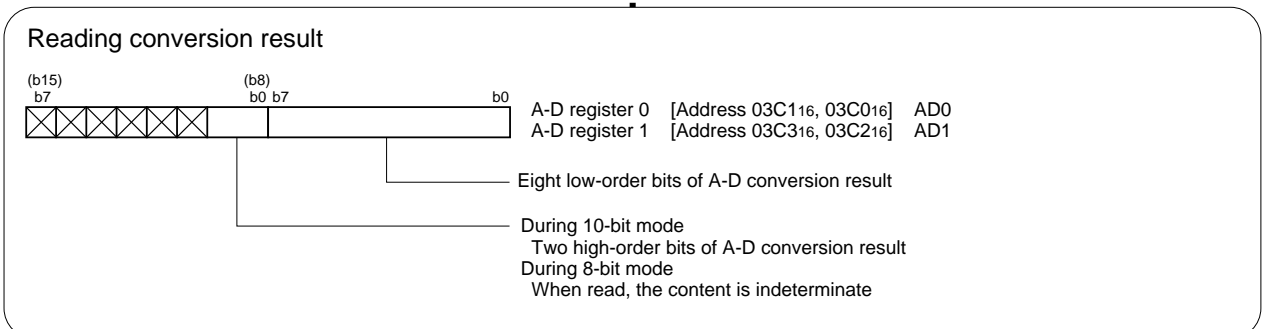 Reading conversion result
(b15) (b8)
b7 b0 b7 b0
A-D register 0 [Address 03C116, 03C016] AD0
A-D register 1 [Address 03C316, 03C216] AD1
Eight low-order bits of A-D conversion result
During 10-bit mode
Two high-order bits of A-D conversion result
During 8-bit mode
When read, the content is indeterminate